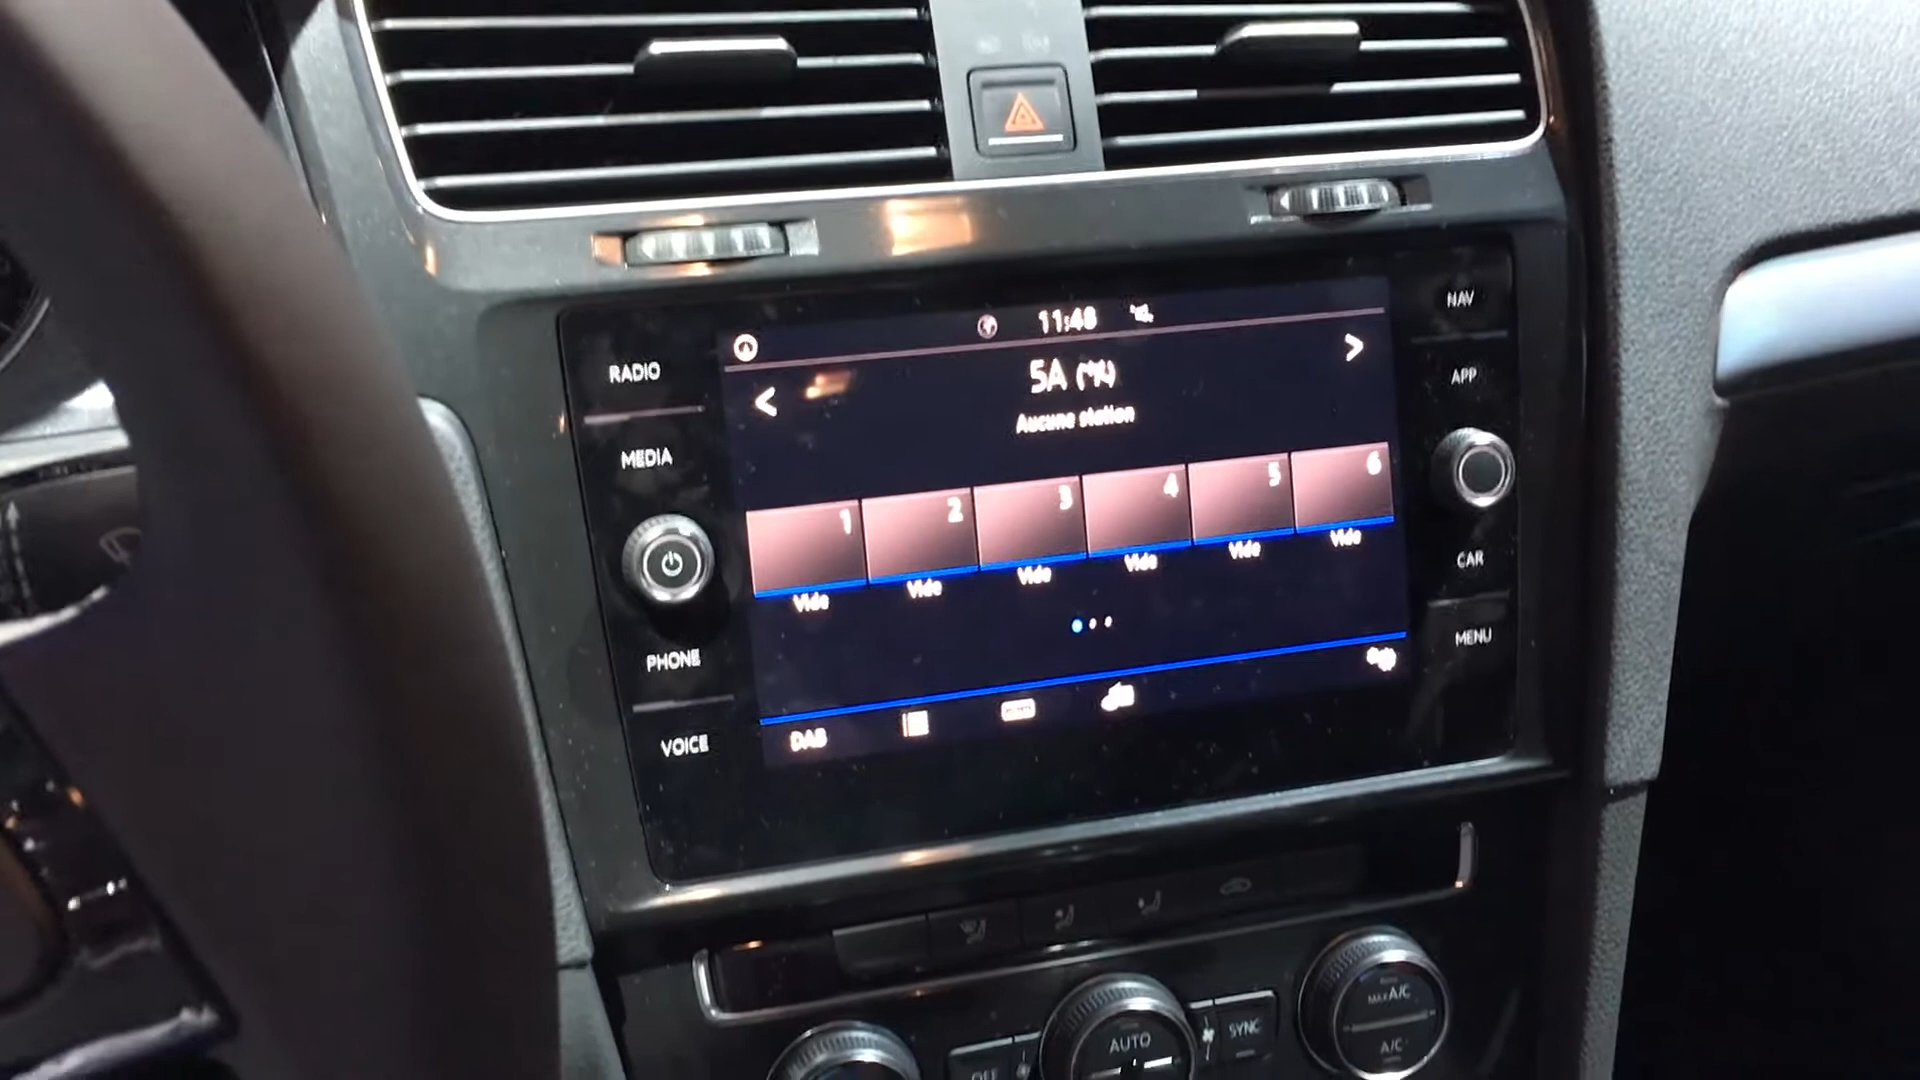 RADIO
MEDIA
PHONE
VOICE
11:48
5A
Aucune station
1
2
3
4
5
6
Vide
Vide
Vide
Vide
Vide
Vide
DAB
NAV
APP
CAR
MENU
AUTO
SYNC
MAX A/C
A/C
OFF